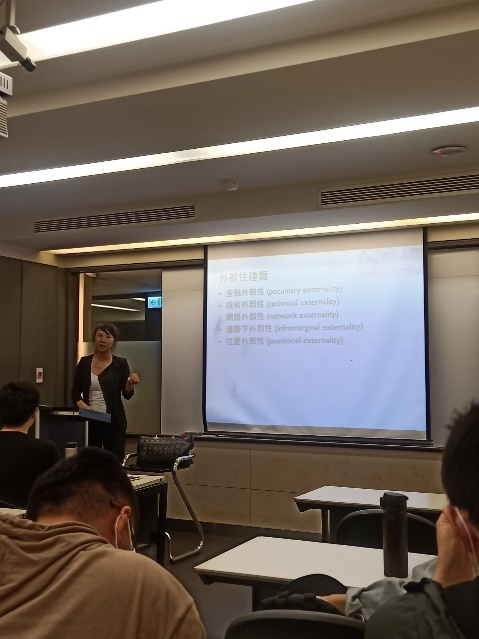 外部性種類
• 金融外部性 (pecuniary externality)
• 技術外部性 (technical externality)
• 網路外部性 (network externality)
• 邊際下外部性 (inframarginal externality)
• 位置外部性 (positional externality)